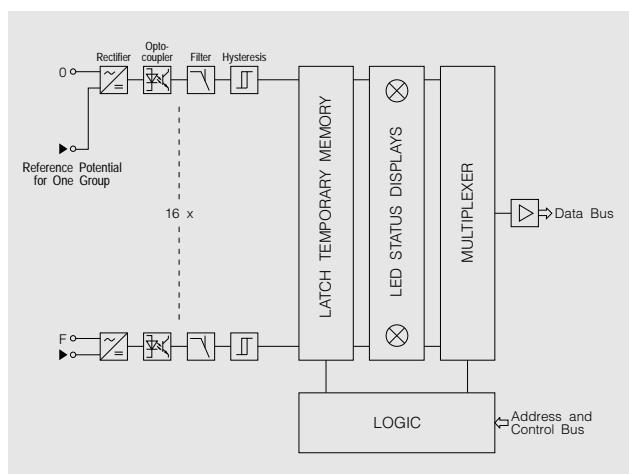 Rectifier
Opto-
coupler
Filter
Hysteresis
0
Reference Potential
for One Group
16 x
F
LATCH TEMPORARY MEMORY
LED STATUS DISPLAYS
MULTIPLEXER
Data Bus
LOGIC
Address and
Control Bus